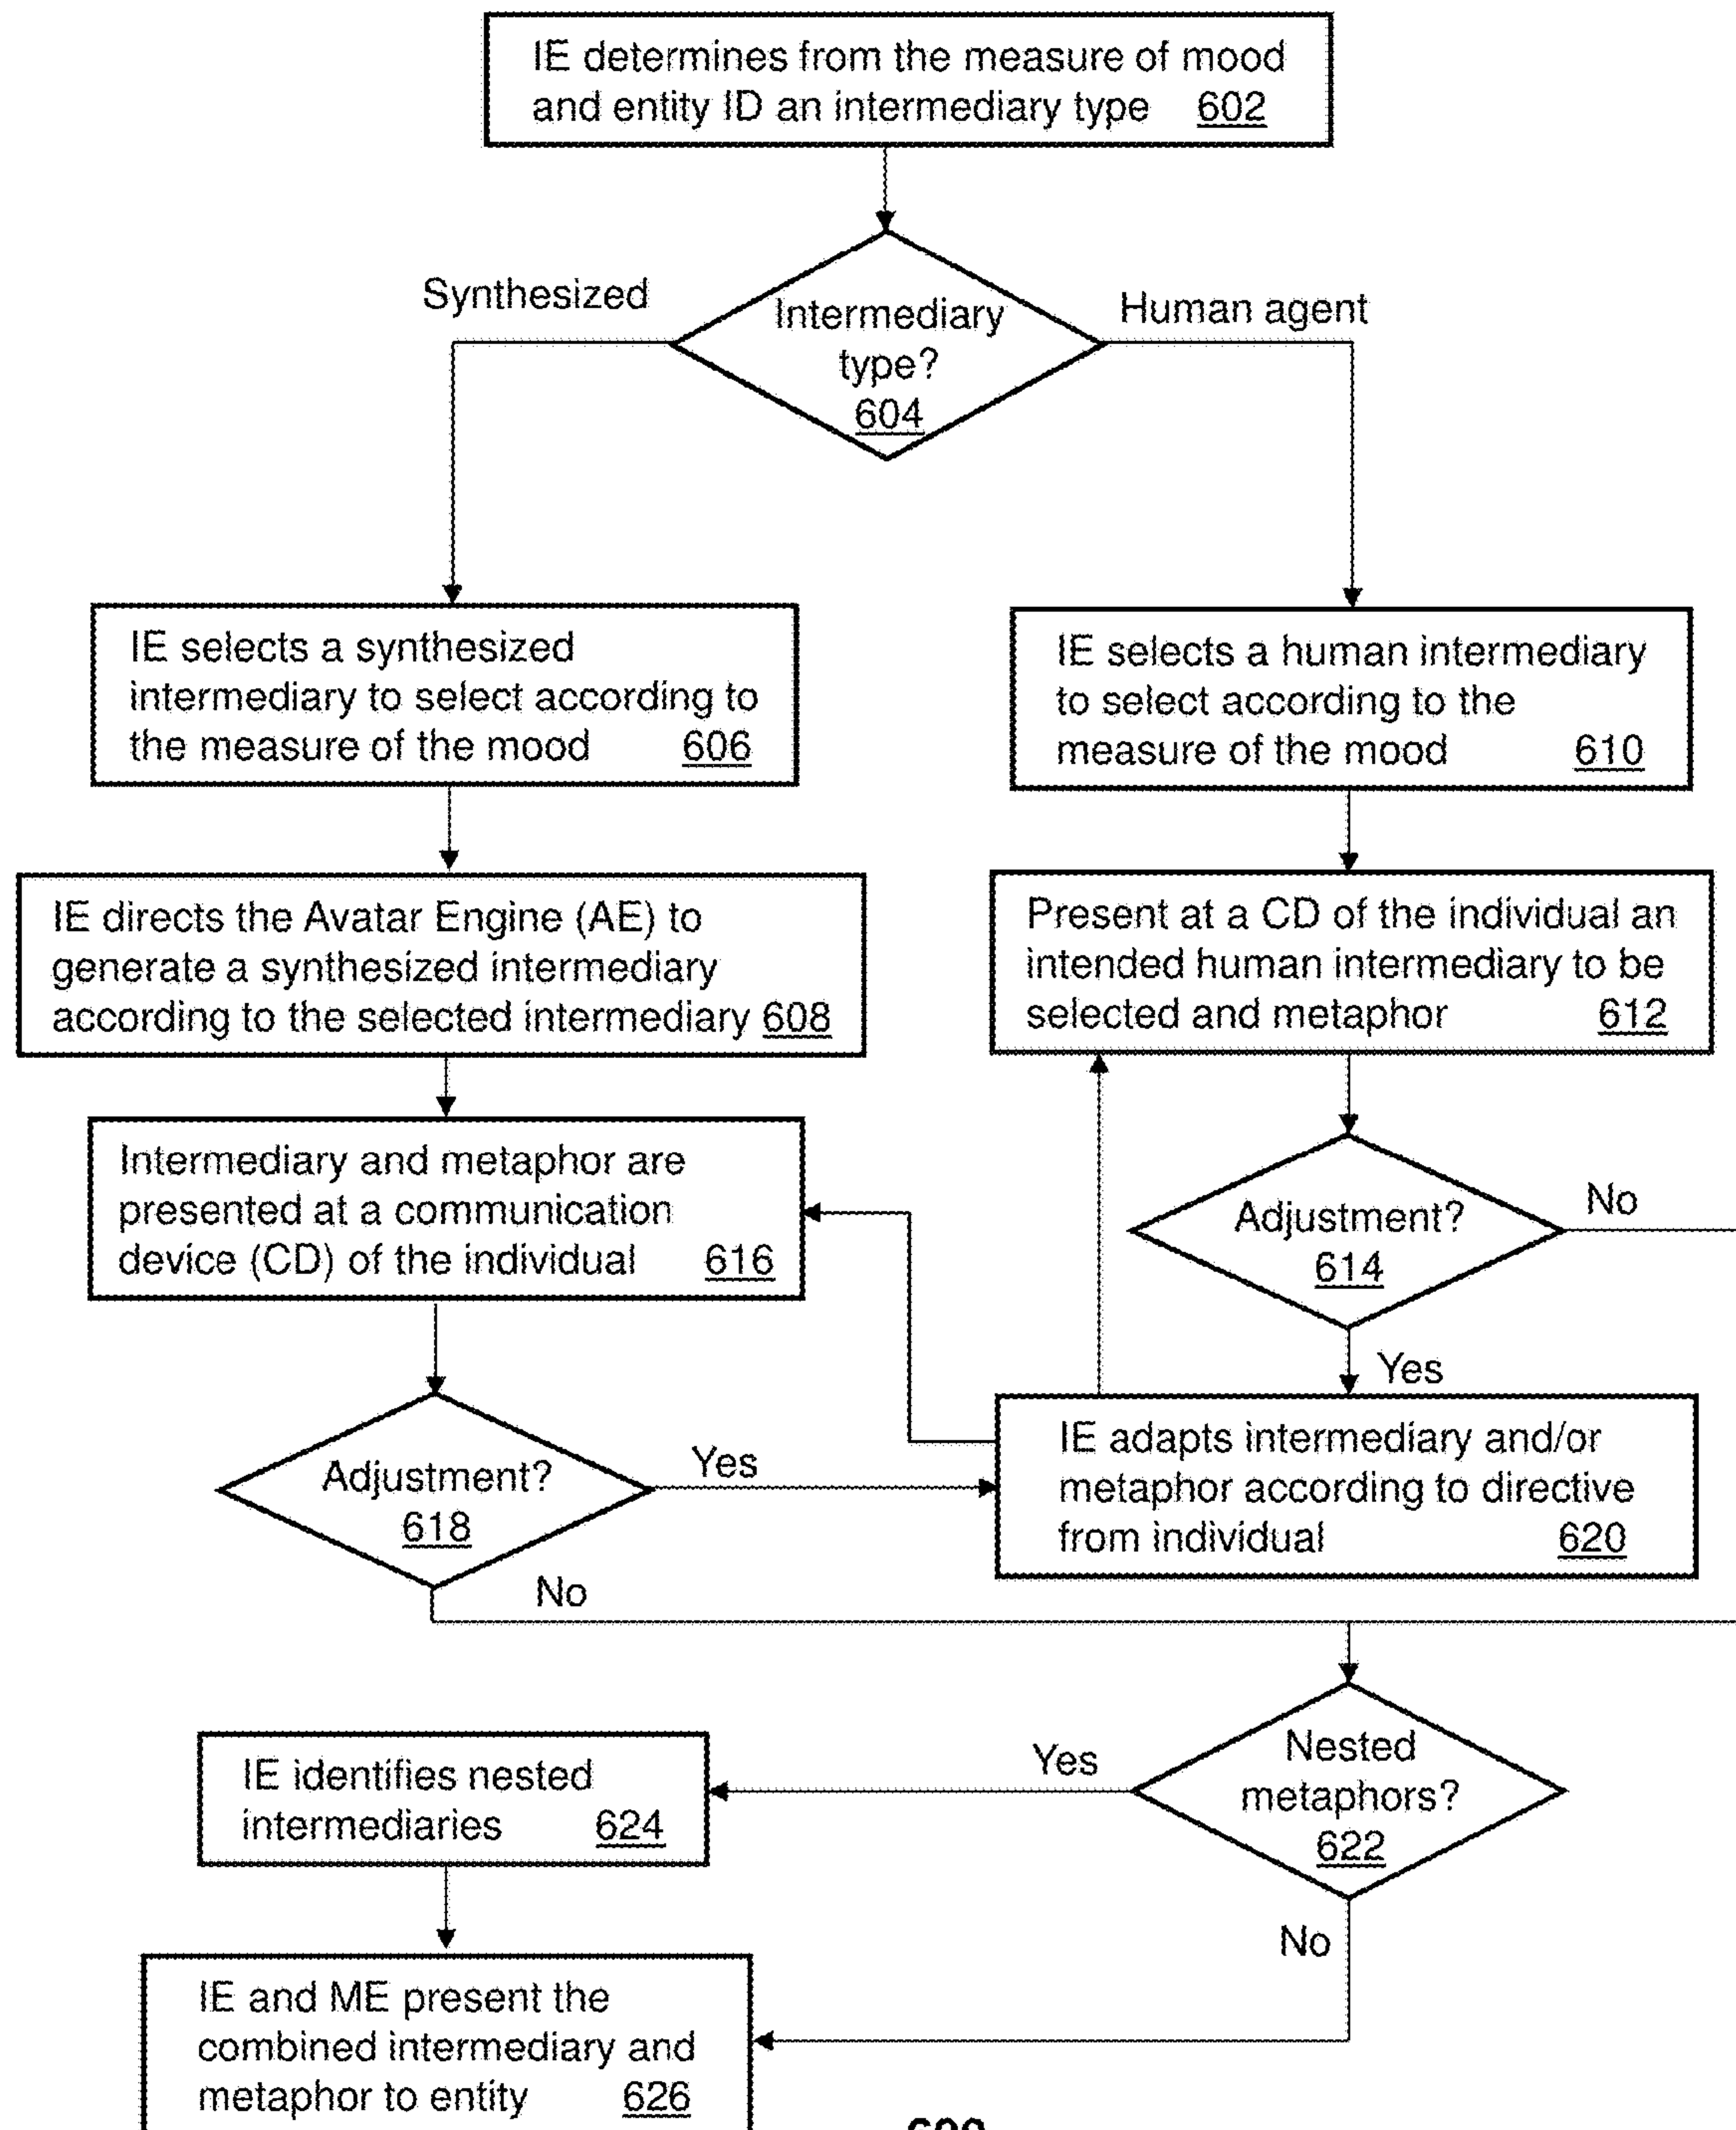 IE determines from the measure of mood
and entity ID an intermediary type 602
Synthesized
Intermediary
type?
604
Human agent
IE selects a synthesized
intermediary to select according to
the measure of the mood 606
IE selects a human intermediary
to select according to the
measure of the mood 610
IE directs the Avatar Engine (AE) to
generate a synthesized intermediary
according to the selected intermediary 608
Present at a CD of the individual an
intended human intermediary to be
selected and metaphor 612
Intermediary and metaphor are
presented at a communication
device (CD) of the individual 616
Adjustment?
614
No
Yes
Adjustment?
618
Yes
No
IE adapts intermediary and/or
metaphor according to directive
from individual 620
Nested
metaphors?
622
Yes
No
IE identifies nested
intermediaries 624
IE and ME present the
combined intermediary and
metaphor to entity 626